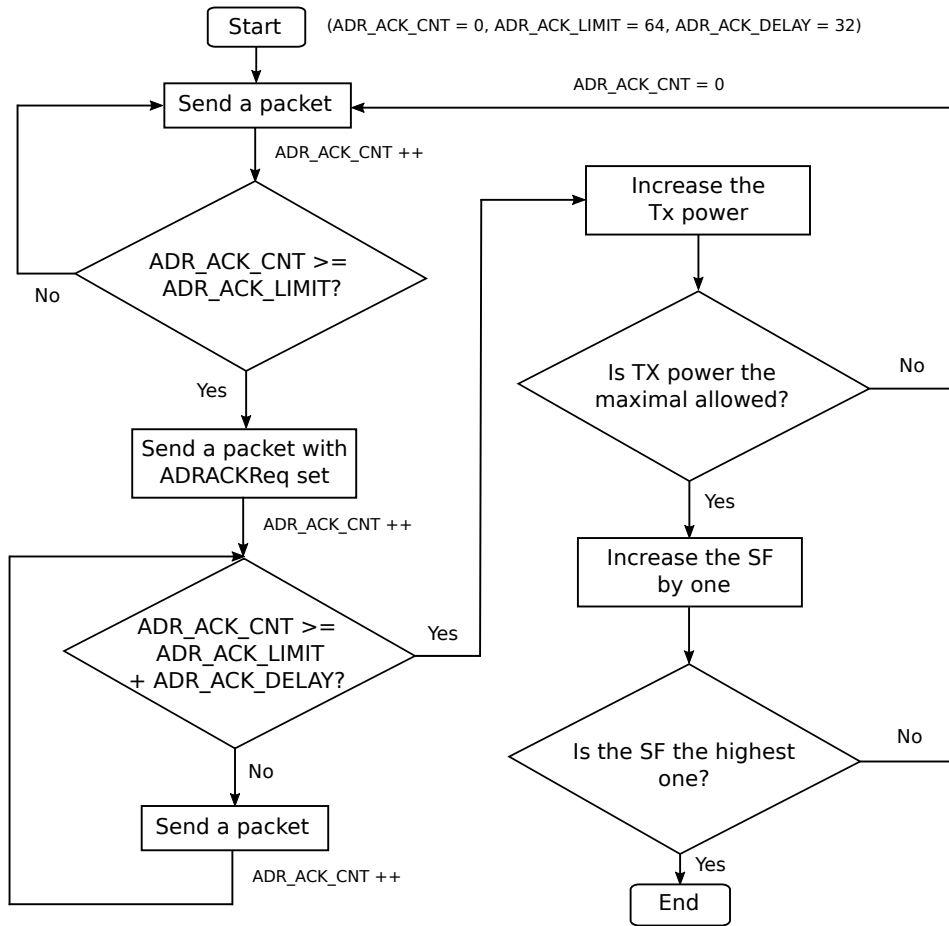 Start
(ADR_ACK_CNT = 0, ADR_ACK_LIMIT = 64, ADR_ACK_DELAY = 32)
Send a packet
ADR_ACK_CNT = 0
ADR_ACK_CNT ++
ADR_ACK_CNT >=
ADR_ACK_LIMIT?
No
Yes
Send a packet with
ADRACKReq set
ADR_ACK_CNT ++
ADR_ACK_CNT >=
ADR_ACK_LIMIT
+ ADR_ACK_DELAY?
Yes
No
Send a packet
ADR_ACK_CNT ++
Increase the
Tx power
Is TX power the
maximal allowed?
No
Yes
Increase the SF
by one
Is the SF the highest
one?
No
Yes
End